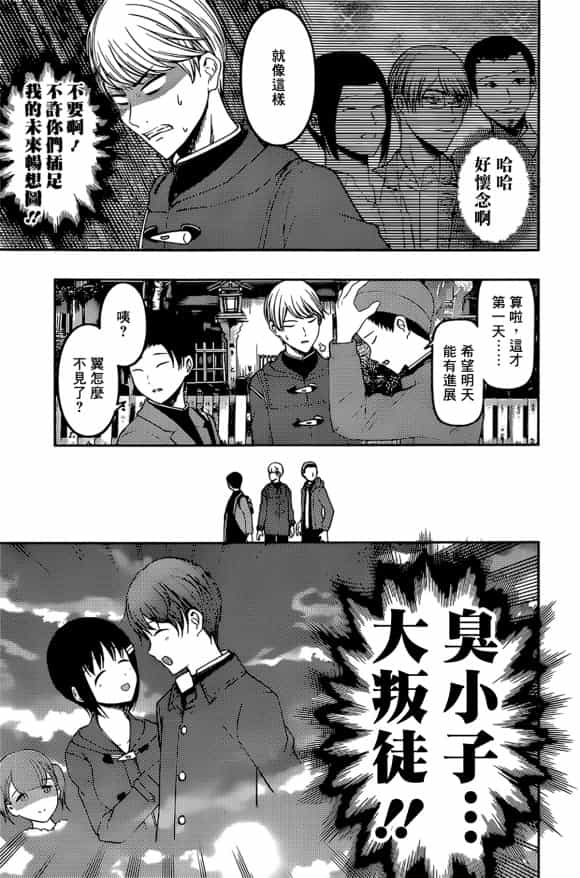 就像這樣
哈哈
好懷念啊
不要啊！
不許你們插足
我的未來暢想圖！！
算啦，這才
第一天……
希望明天
能有進展
咦？
翼怎麼
不見了？
臭小子…
大叛徒！！